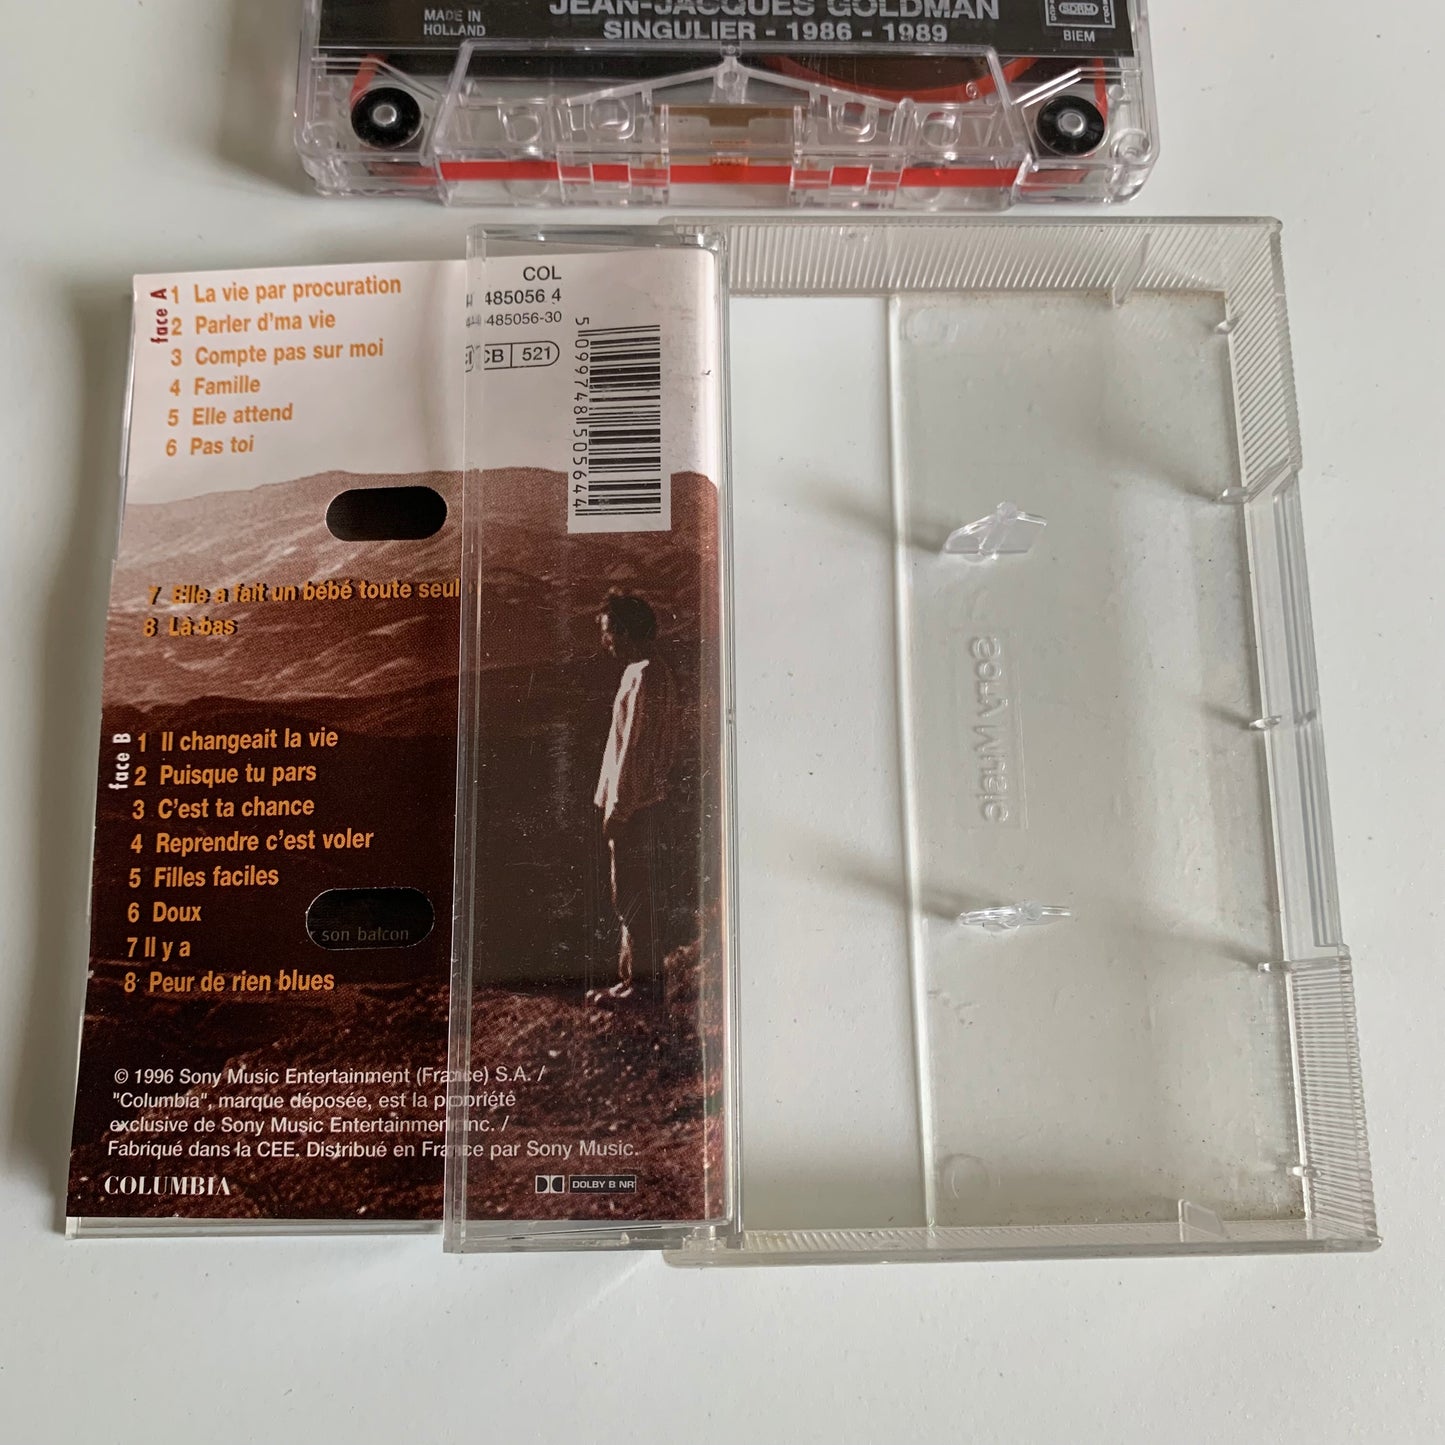 MADE IN
HOLLAND
JEAN-JACQUES GOLDMAN
SINGULIER - 1986 - 1989
BIEM
face A
1 La vie par procuration
2 Parler d'ma vie
3 Compte pas sur moi
4 Famille
5 Elle attend
6 Pas toi
7 Elle a fait un bébé toute seul
8 Là-bas
COL
485056 4
485056-30
CB 521
5 099748 505644
face B
1 Il changeait la vie
2 Puisque tu pars
3 C'est ta chance
4 Reprendre c'est voler
5 Filles faciles
6 Doux
7 Il y a
8 Peur de rien blues
son balcon
© 1996 Sony Music Entertainment (France) S.A. /
"Columbia", marque déposée, est la propriété
exclusive de Sony Music Entertainment Inc. /
Fabriqué dans la CEE. Distribué en France par Sony Music.
COLUMBIA
DOLBY B NR
Sony Music